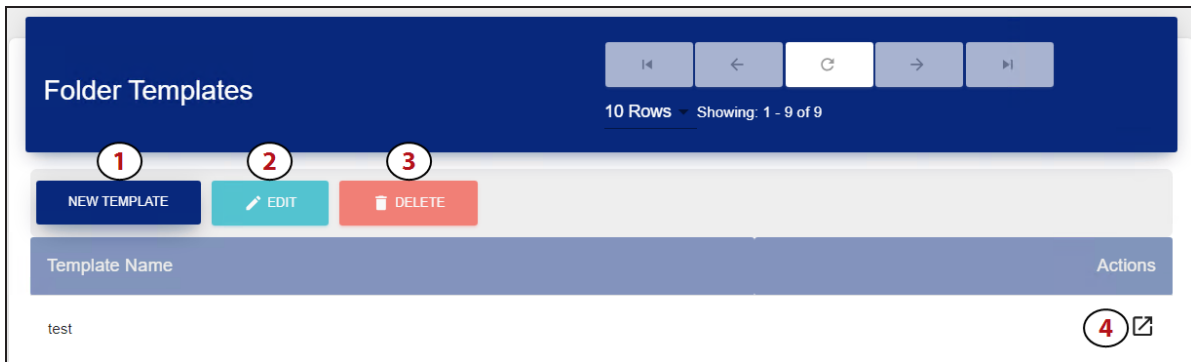 Folder Templates
10 Rows Showing: 1 - 9 of 9
1 2 3
NEW TEMPLATE EDIT DELETE
Template Name Actions
test 4